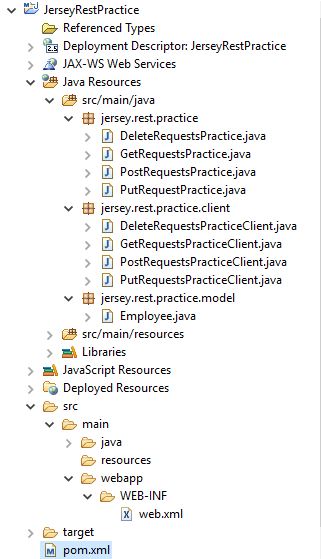 JerseyRestPractice
Referenced Types
2.5 Deployment Descriptor: JerseyRestPractice
JAX-WS Web Services
Java Resources
src/main/java
jersey.rest.practice
DeleteRequestsPractice.java
GetRequestsPractice.java
PostRequestsPractice.java
PutRequestPractice.java
jersey.rest.practice.client
DeleteRequestsPracticeClient.java
GetRequestsPracticeClient.java
PostRequestsPracticeClient.java
PutRequestsPracticeClient.java
jersey.rest.practice.model
Employee.java
src/main/resources
Libraries
JavaScript Resources
Deployed Resources
src
main
java
resources
webapp
WEB-INF
web.xml
target
pom.xml